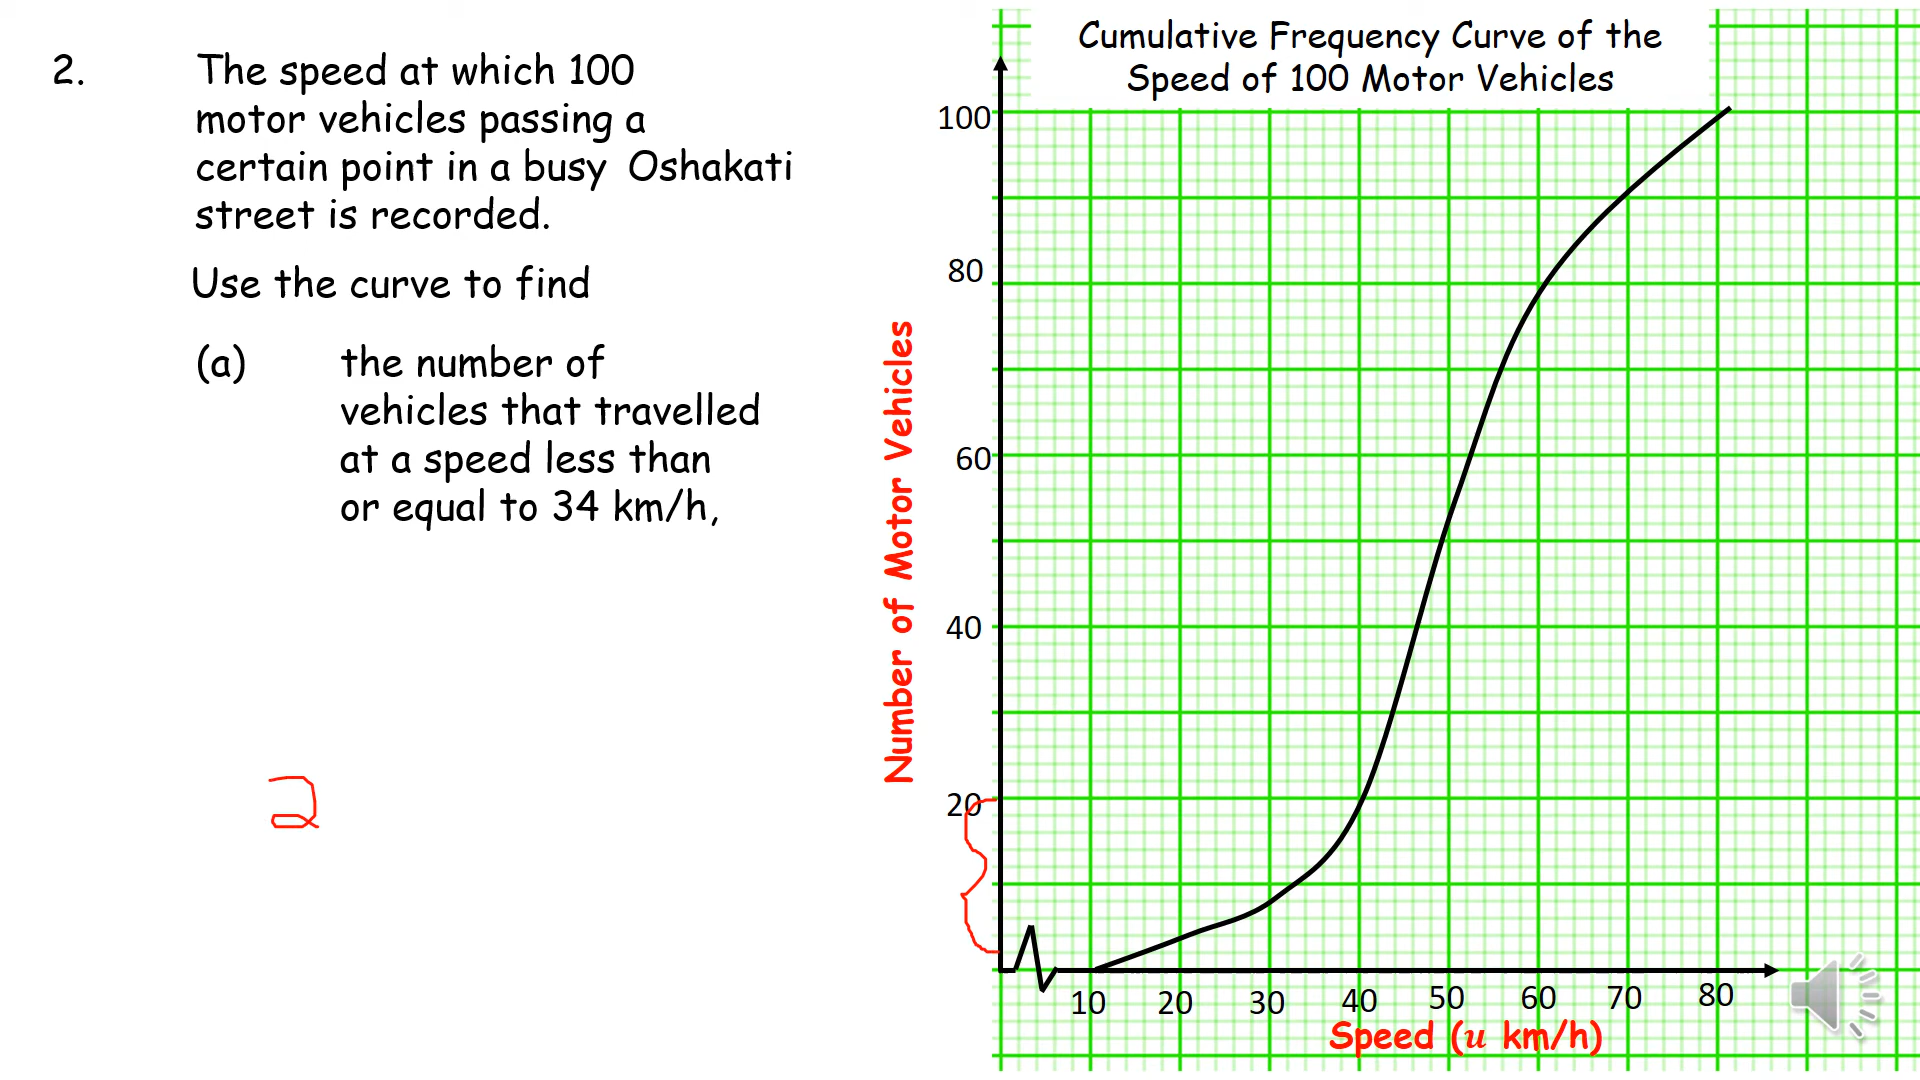 2. The speed at which 100
motor vehicles passing a
certain point in a busy Oshakati
street is recorded.
Use the curve to find
(a) the number of
vehicles that travelled
at a speed less than
or equal to 34 km/h,
2
Cumulative Frequency Curve of the
Speed of 100 Motor Vehicles
Number of Motor Vehicles
100
80
60
40
20
10 20 30 40 50 60 70 80
Speed (u km/h)